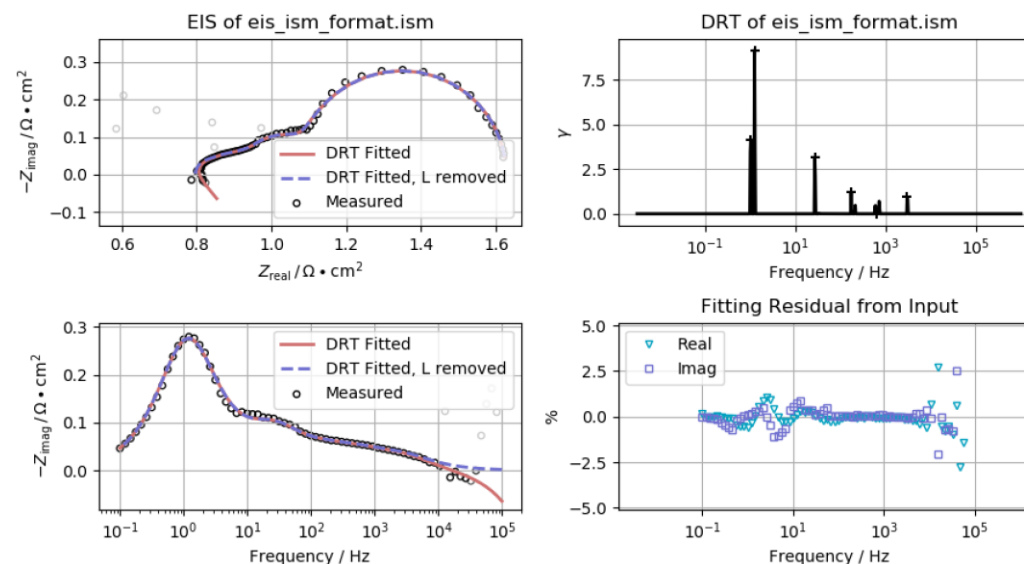 EIS of eis_ism_format.ism
−Z_imag / Ω • cm²
0.3
0.2
0.1
0.0
−0.1
DRT Fitted
DRT Fitted, L removed
Measured
0.6 0.8 1.0 1.2 1.4 1.6
Z_real / Ω • cm²
DRT of eis_ism_format.ism
γ
7.5
5.0
2.5
0.0
10⁻¹ 10¹ 10³ 10⁵
Frequency / Hz
−Z_imag / Ω • cm²
0.3
0.2
0.1
0.0
DRT Fitted
DRT Fitted, L removed
Measured
10⁻¹ 10⁰ 10¹ 10² 10³ 10⁴ 10⁵
Frequency / Hz
Fitting Residual from Input
%
5.0
2.5
0.0
−2.5
−5.0
Real
Imag
10⁻¹ 10¹ 10³ 10⁵
Frequency / Hz